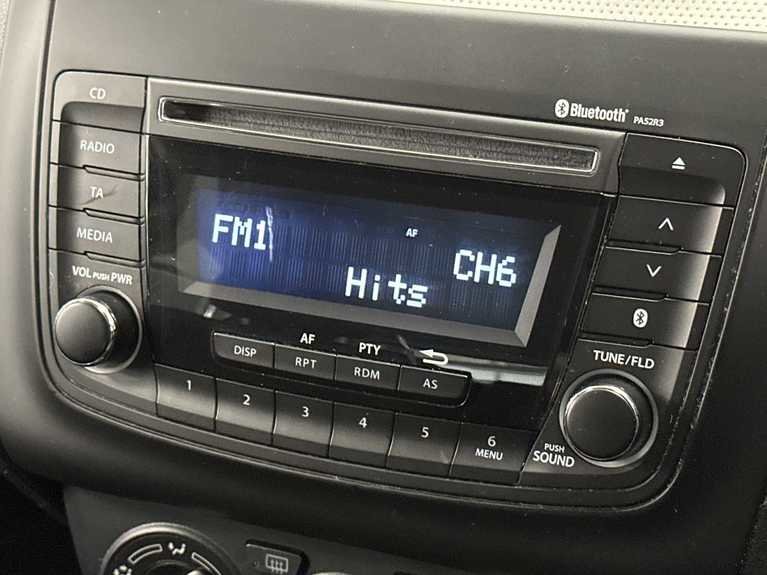 CD
Bluetooth® PA52R3
RADIO
TA
MEDIA
FM1
AF
CH6
Hits
VOL PUSH PWR
AF
PTY
DISP
RPT
RDM
AS
TUNE/FLD
1
2
3
4
5
6
MENU
PUSH
SOUND